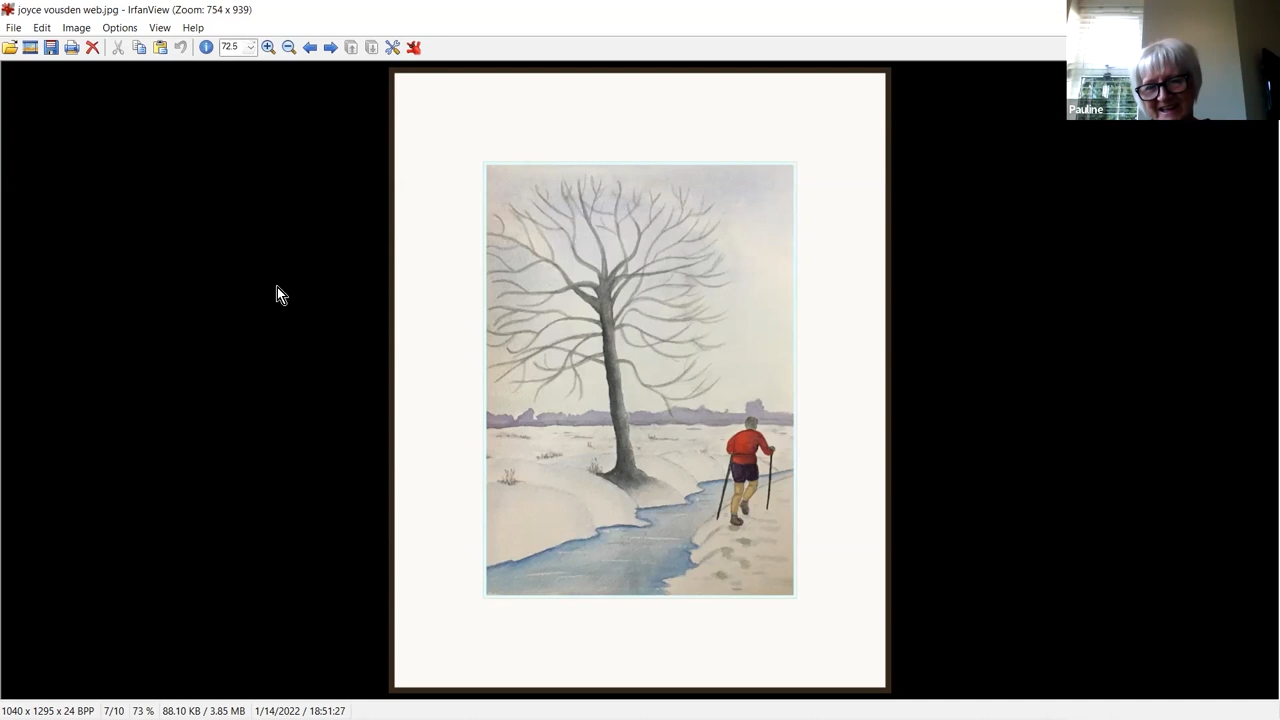 joyce vousden web.jpg - IrfanView (Zoom: 754 x 939)
File Edit Image Options View Help
72.5
Pauline
1040 x 1295 x 24 BPP 7/10 73 % 88.10 KB / 3.85 MB 1/14/2022 / 18:51:27